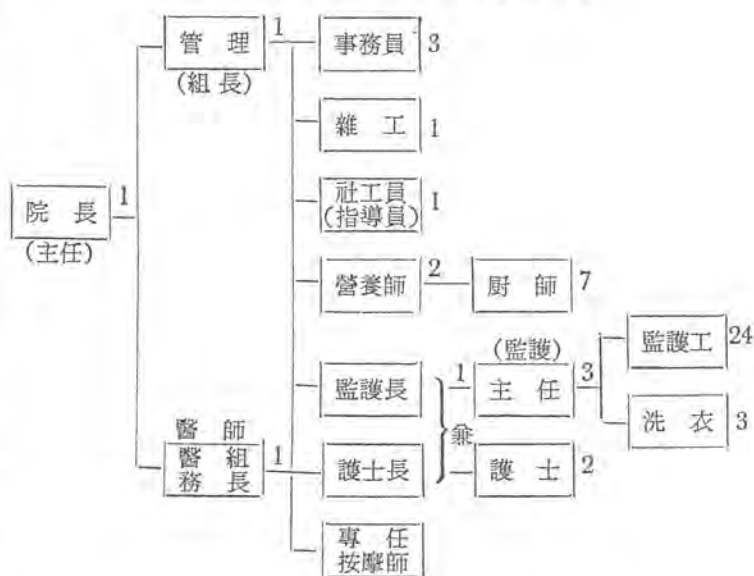 管理 1
(組長)
事務員 3
雜工 1
院長 1
(主任)
社工員
(指導員) 1
營養師 2
厨師 7
(監護)
監護長 1
主任 3
監護工 24
洗衣 3
兼
醫師
醫組
務長 1
護士長
護士 2
專任
按摩師